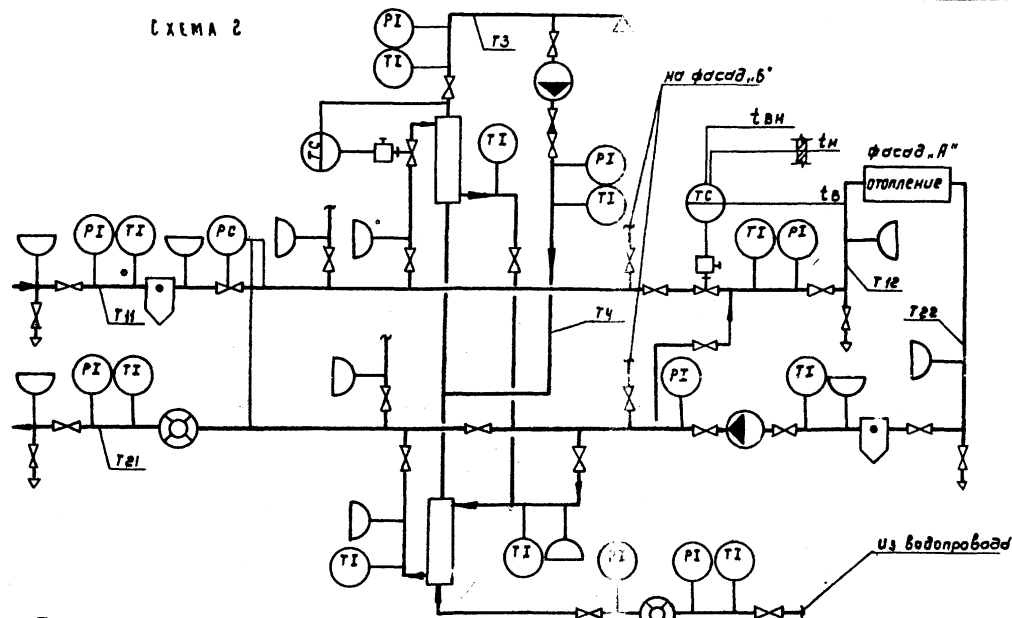 СХЕМА 2
PI
T3
TI
на фасад „Б"
tвн
tн
фасад „А"
отопление
TC
TI
PI
TI
TC
tв
PI
TI
PC
TI
PI
T11
T4
T12
T22
PI
TI
PI
TI
T21
TI
TI
PI
PI
TI
из водопровода